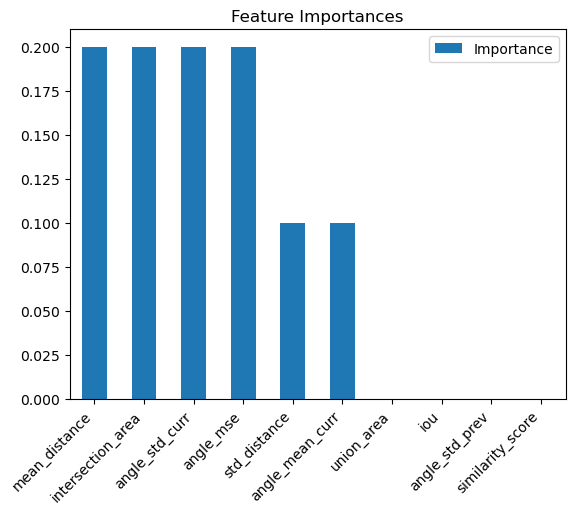 Feature Importances
Importance
0.200
0.175
0.150
0.125
0.100
0.075
0.050
0.025
0.000
mean_distance
intersection_area
angle_std_curr
angle_mse
std_distance
angle_mean_curr
union_area
iou
angle_std_prev
similarity_score